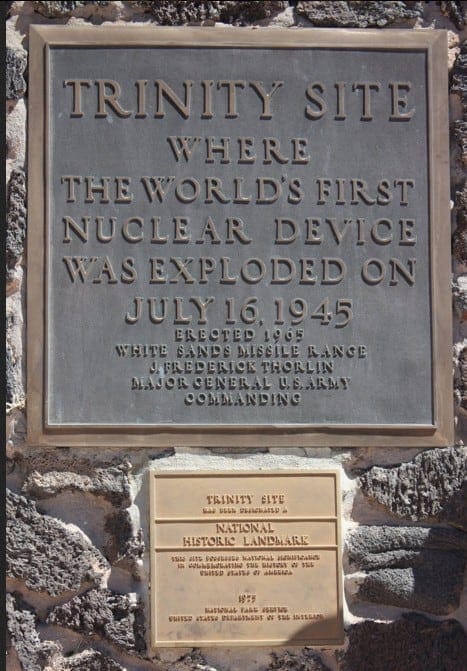 TRINITY SITE
WHERE
THE WORLD'S FIRST
NUCLEAR DEVICE
WAS EXPLODED ON
JULY 16, 1945
ERECTED 1965
WHITE SANDS MISSILE RANGE
J. FREDERICK THORLIN
MAJOR GENERAL U.S. ARMY
COMMANDING
TRINITY SITE
HAS BEEN DESIGNATED A
NATIONAL
HISTORIC LANDMARK
THIS SITE POSSESSES NATIONAL SIGNIFICANCE
IN COMMEMORATING THE HISTORY OF THE
UNITED STATES OF AMERICA
1975
NATIONAL PARK SERVICE
UNITED STATES DEPARTMENT OF THE INTERIOR